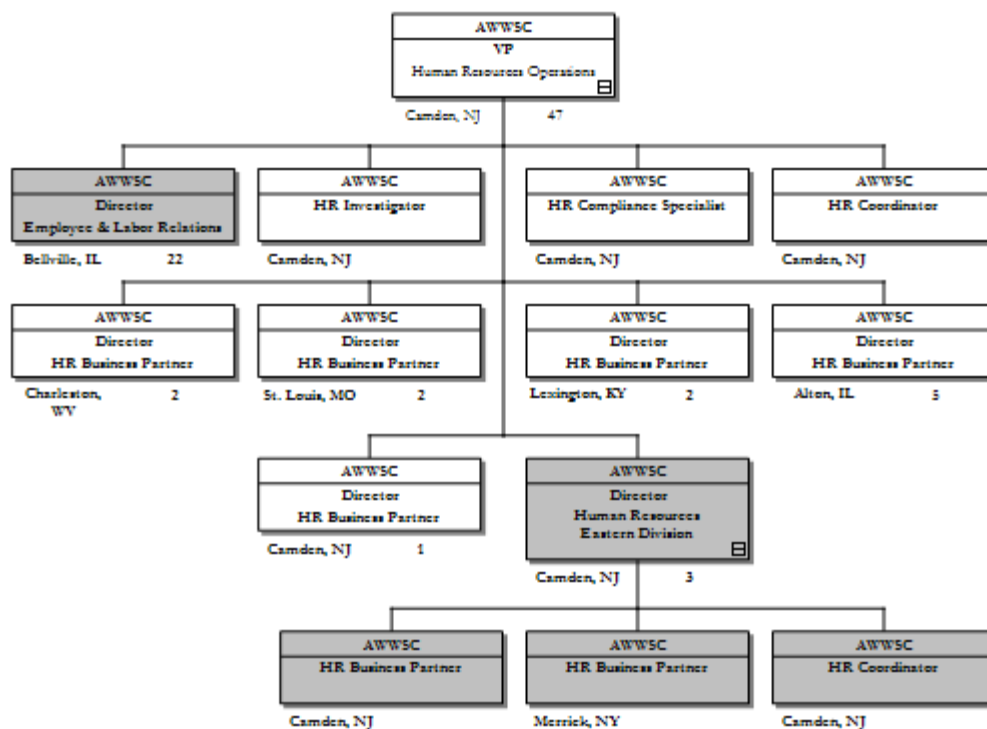 AWWSC
VP
Human Resources Operations
Camden, NJ 47
AWWSC
Director
Employee & Labor Relations
Bellville, IL 22
AWWSC
HR Investigator
Camden, NJ
AWWSC
HR Compliance Specialist
Camden, NJ
AWWSC
HR Coordinator
Camden, NJ
AWWSC
Director
HR Business Partner
Charleston,
WV
2
AWWSC
Director
HR Business Partner
St. Louis, MO 2
AWWSC
Director
HR Business Partner
Lexington, KY 2
AWWSC
Director
HR Business Partner
Alton, IL 5
AWWSC
Director
HR Business Partner
Camden, NJ 1
AWWSC
Director
Human Resources
Eastern Division
Camden, NJ 3
AWWSC
HR Business Partner
Camden, NJ
AWWSC
HR Business Partner
Merrick, NY
AWWSC
HR Coordinator
Camden, NJ